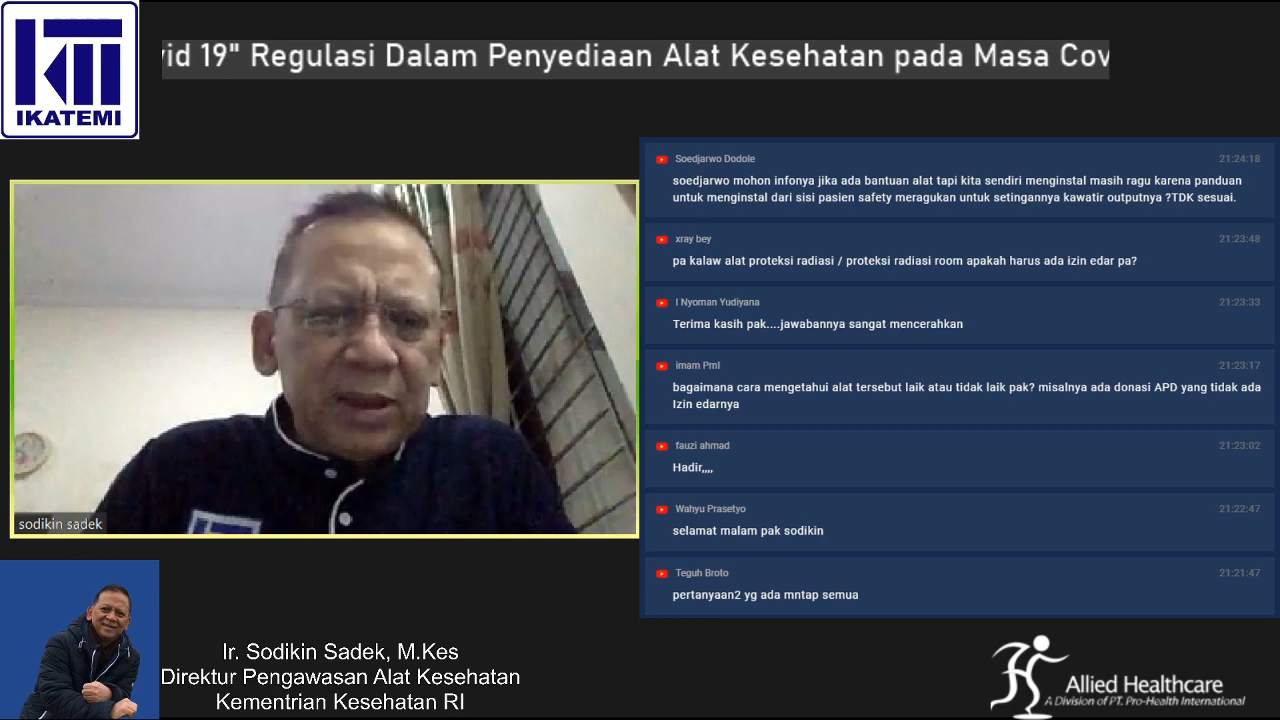 IKATEMI
vid 19" Regulasi Dalam Penyediaan Alat Kesehatan pada Masa Cov
Soedjarwo Dodole 21:24:18
soedjarwo mohon infonya jika ada bantuan alat tapi kita sendiri menginstal masih ragu karena panduan
untuk menginstal dari sisi pasien safety meragukan untuk setingannya kawatir outputnya ?TDK sesuai.
xray bey 21:23:48
pa kalaw alat proteksi radiasi / proteksi radiasi room apakah harus ada izin edar pa?
I Nyoman Yudiyana 21:23:33
Terima kasih pak....jawabannya sangat mencerahkan
imam Pml 21:23:17
bagaimana cara mengetahui alat tersebut laik atau tidak laik pak? misalnya ada donasi APD yang tidak ada
Izin edarnya
fauzi ahmad 21:23:02
Hadir,,,,
Wahyu Prasetyo 21:22:47
selamat malam pak sodikin
Teguh Broto 21:21:47
pertanyaan2 yg ada mntap semua
sodikin sadek
Ir. Sodikin Sadek, M.Kes
Direktur Pengawasan Alat Kesehatan
Kementrian Kesehatan RI
Allied Healthcare
A Division of PT. Pro-Health International